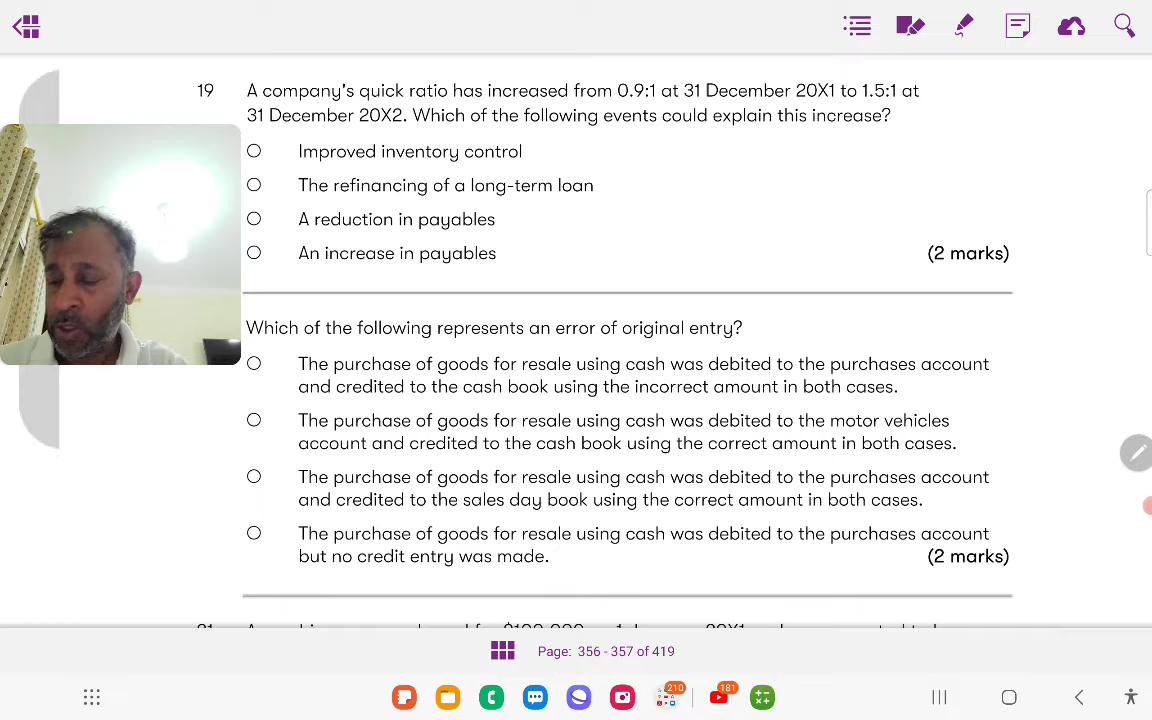 19 A company's quick ratio has increased from 0.9:1 at 31 December 20X1 to 1.5:1 at
31 December 20X2. Which of the following events could explain this increase?
Improved inventory control
The refinancing of a long-term loan
A reduction in payables
An increase in payables (2 marks)
Which of the following represents an error of original entry?
The purchase of goods for resale using cash was debited to the purchases account
and credited to the cash book using the incorrect amount in both cases.
The purchase of goods for resale using cash was debited to the motor vehicles
account and credited to the cash book using the correct amount in both cases.
The purchase of goods for resale using cash was debited to the purchases account
and credited to the sales day book using the correct amount in both cases.
The purchase of goods for resale using cash was debited to the purchases account
but no credit entry was made. (2 marks)
Page: 356 - 357 of 419
210
181